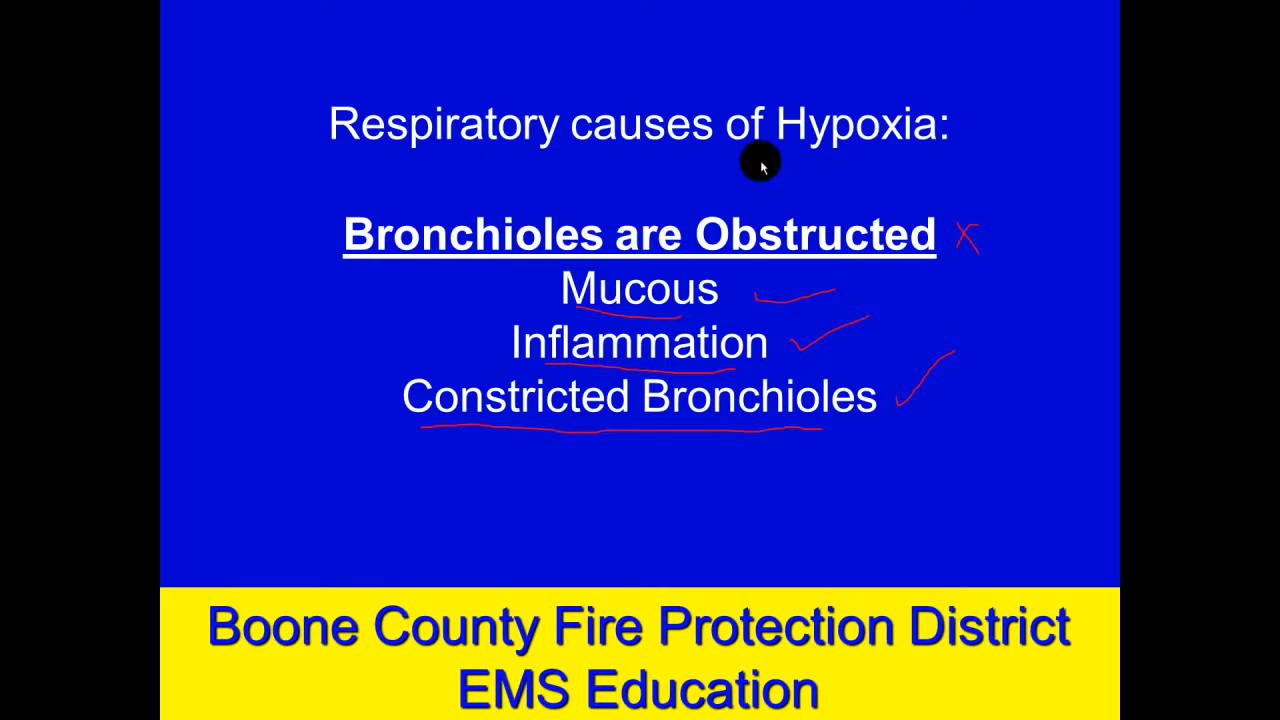 Respiratory causes of Hypoxia:
Bronchioles are Obstructed
Mucous
Inflammation
Constricted Bronchioles
Boone County Fire Protection District
EMS Education